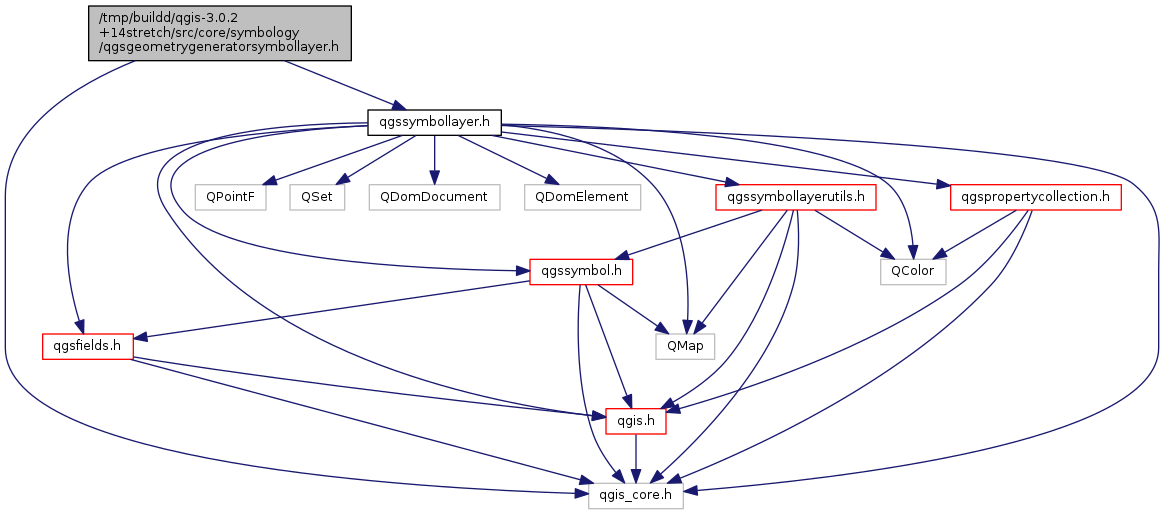 /tmp/buildd/qgis-3.0.2
+14stretch/src/core/symbology
/qgsgeometrygeneratorsymbollayer.h
qgssymbollayer.h
QPointF
QSet
QDomDocument
QDomElement
qgssymbollayerutils.h
qgspropertycollection.h
qgssymbol.h
QColor
qgsfields.h
QMap
qgis.h
qgis_core.h